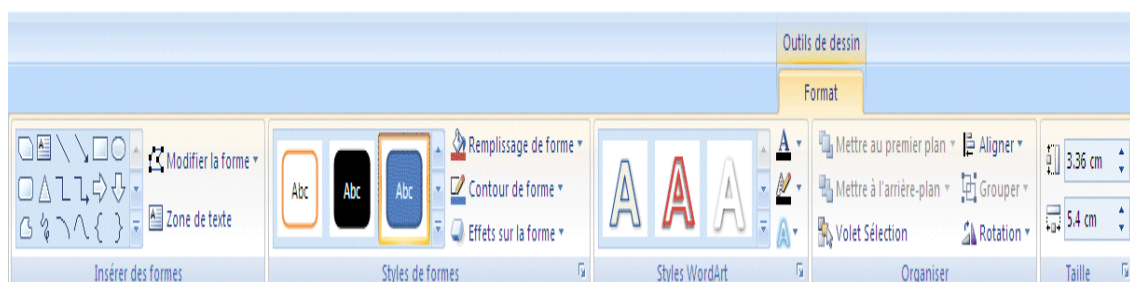 Outils de dessin
Format
Modifier la forme
Zone de texte
Insérer des formes
Abc Abc Abc
Remplissage de forme
Contour de forme
Effets sur la forme
Styles de formes
A A A A
A
Styles WordArt
Mettre au premier plan
Mettre à l'arrière-plan
Volet Sélection
Aligner
Grouper
Rotation
Organiser
3.36 cm
5.4 cm
Taille